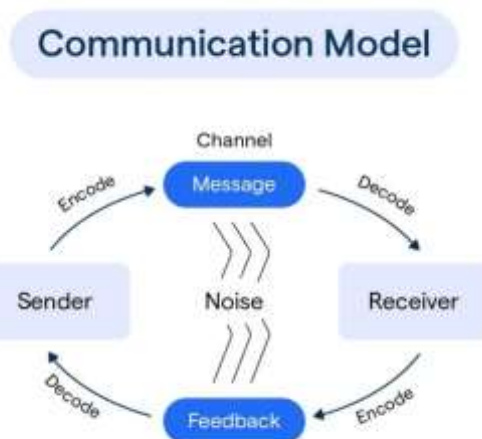 Communication Model
Channel
Message
Encode
Decode
Sender
Noise
Receiver
Decode
Encode
Feedback